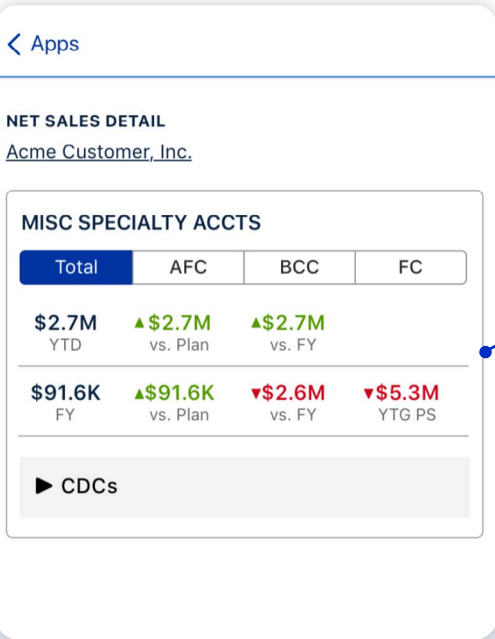 Apps
NET SALES DETAIL
Acme Customer, Inc.
MISC SPECIALTY ACCTS
Total AFC BCC FC
$2.7M ▲$2.7M ▲$2.7M
YTD vs. Plan vs. FY
$91.6K ▲$91.6K ▼$2.6M ▼$5.3M
FY vs. Plan vs. FY YTG PS
▶ CDCs